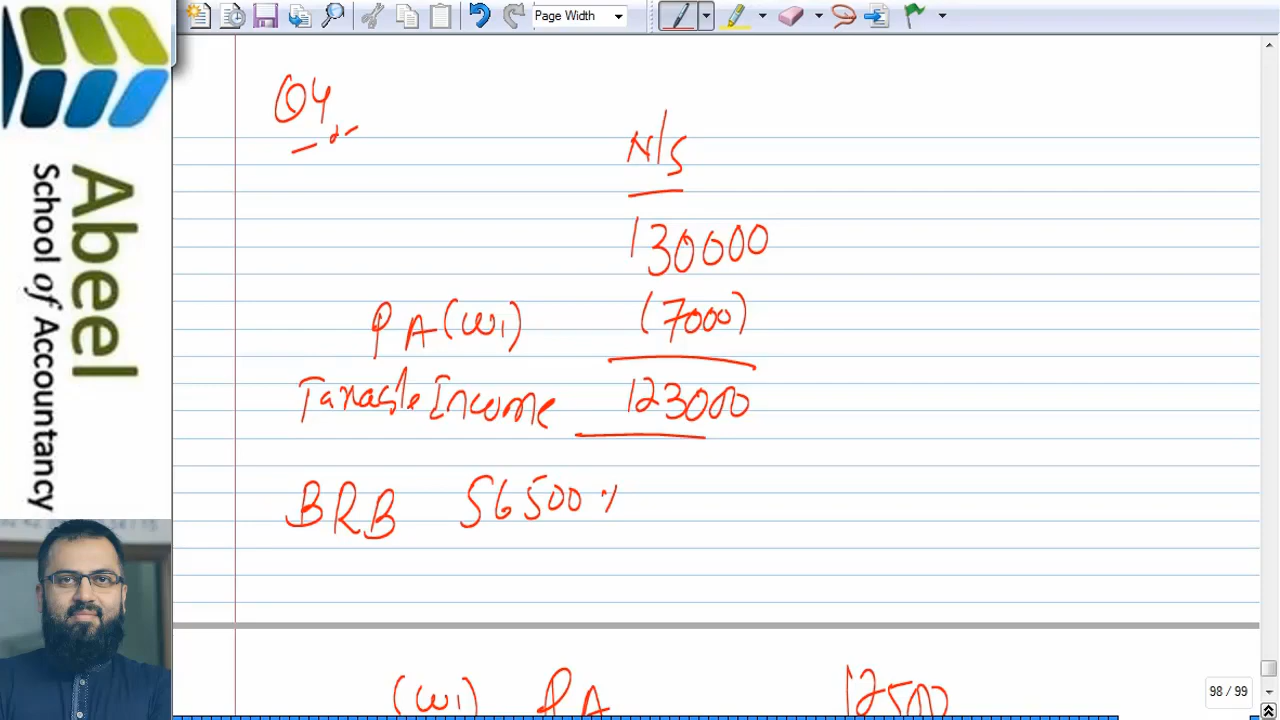 Page Width
Abeel
School of Accountancy
Q4
N/S
130000
PA (W1) (7000)
Taxable Income 123000
BRB 56500 x
(W1) PA 12500
98 / 99